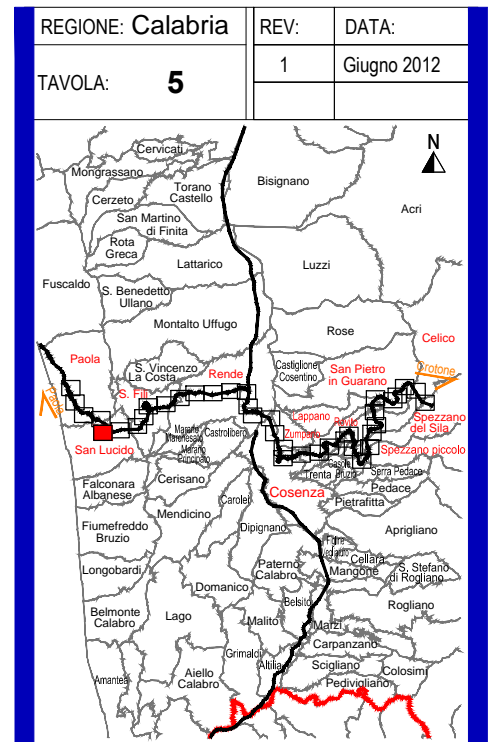 REGIONE: Calabria
REV:
DATA:
TAVOLA: 5
1
Giugno 2012
N
Cervicati
Mongrassano
Bisignano
Torano
Castello
Cerzeto
Acri
San Martino
di Finita
Rota
Greca
Lattarico
Luzzi
Fuscaldo
S. Benedetto
Ullano
Montalto Uffugo
Rose
Celico
Paola
S. Vincenzo
La Costa
Rende
Castiglione
Cosentino
San Pietro
in Guarano
Crotone
Paola
S. Fili
Lappano
Rovito
Spezzano
del Sila
Marano
Marchesato
Castrolibero
Zumpano
San Lucido
Marano
Principato
Spezzano piccolo
Casole
Bruzio
Trenta
Serra Pedace
Falconara
Albanese
Cerisano
Cosenza
Pedace
Carolei
Pietrafitta
Mendicino
Fiumefreddo
Bruzio
Dipignano
Aprigliano
Figline
Vegliaturo
Cellara
Longobardi
Paterno
Calabro
Mangone
S. Stefano
di Rogliano
Domanico
Belsito
Rogliano
Belmonte
Calabro
Lago
Malito
Marzi
Carpanzano
Grimaldi
Altilia
Scigliano
Colosimi
Amantea
Aiello
Calabro
Pedivigliano